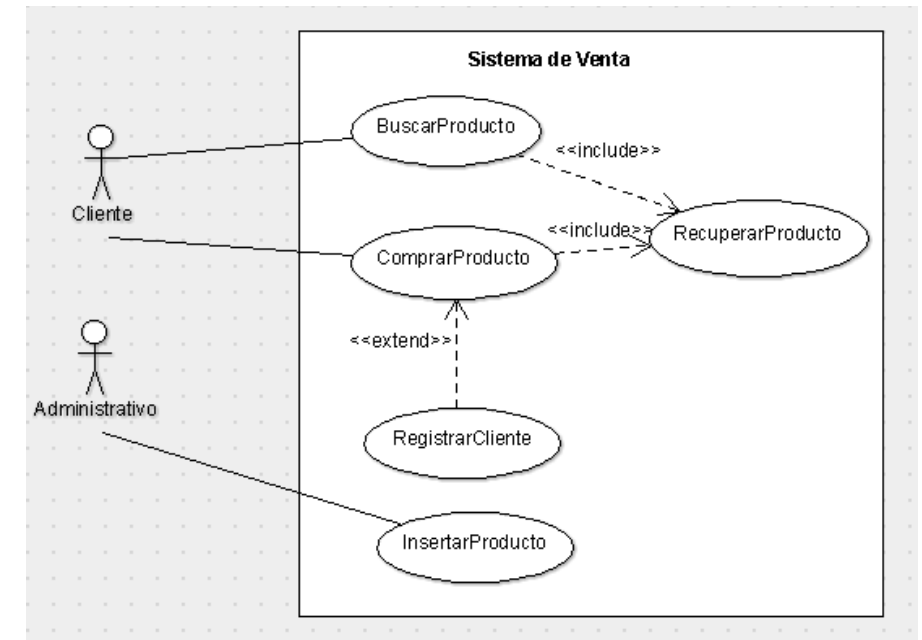 Sistema de Venta
BuscarProducto
<<include>>
Cliente
<<include>>
RecuperarProducto
ComprarProducto
<<extend>>
Administrativo
RegistrarCliente
InsertarProducto